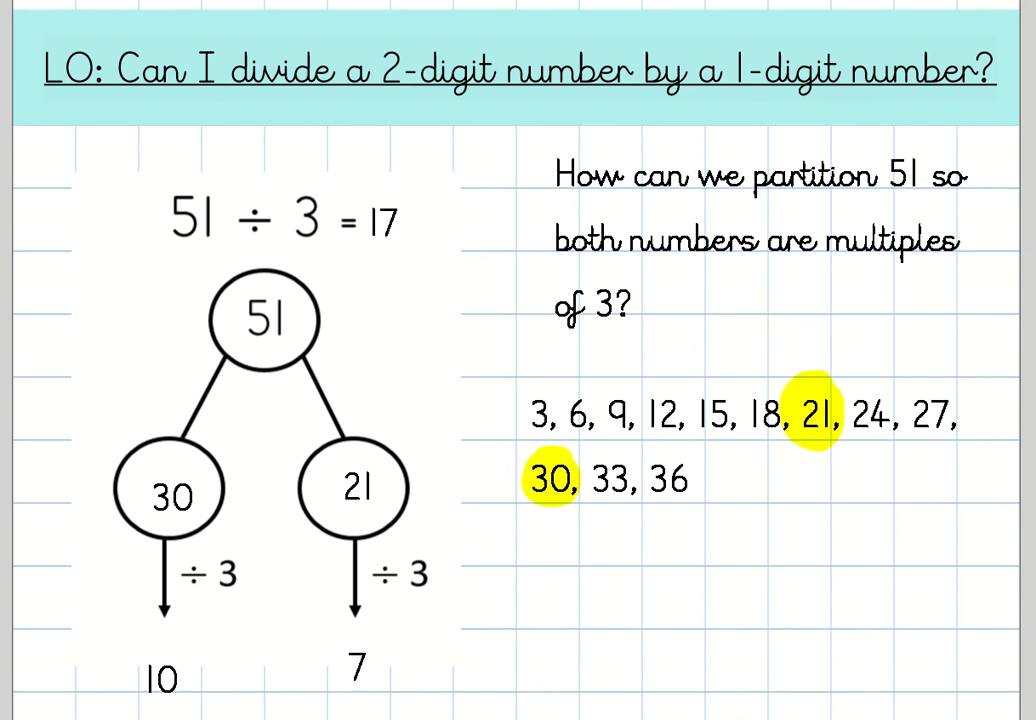 LO: Can I divide a 2-digit number by a 1-digit number?
51 ÷ 3 = 17
51
30 21
÷ 3 ÷ 3
10 7
How can we partition 51 so
both numbers are multiples
of 3?
3, 6, 9, 12, 15, 18, 21, 24, 27,
30, 33, 36